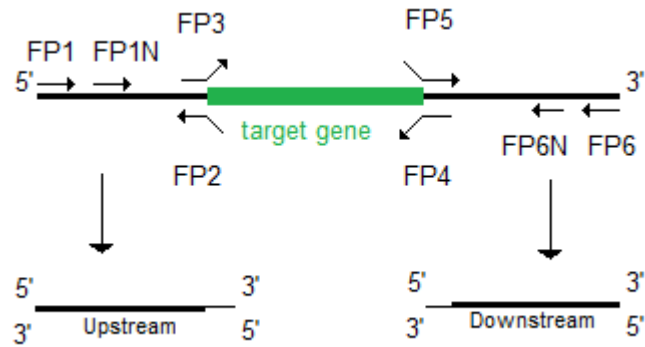 FP3
FP5
FP1 FP1N
5'
3'
target gene
FP6N FP6
FP2
FP4
5'
3'
5'
3'
3'
Upstream
5'
3'
Downstream
5'